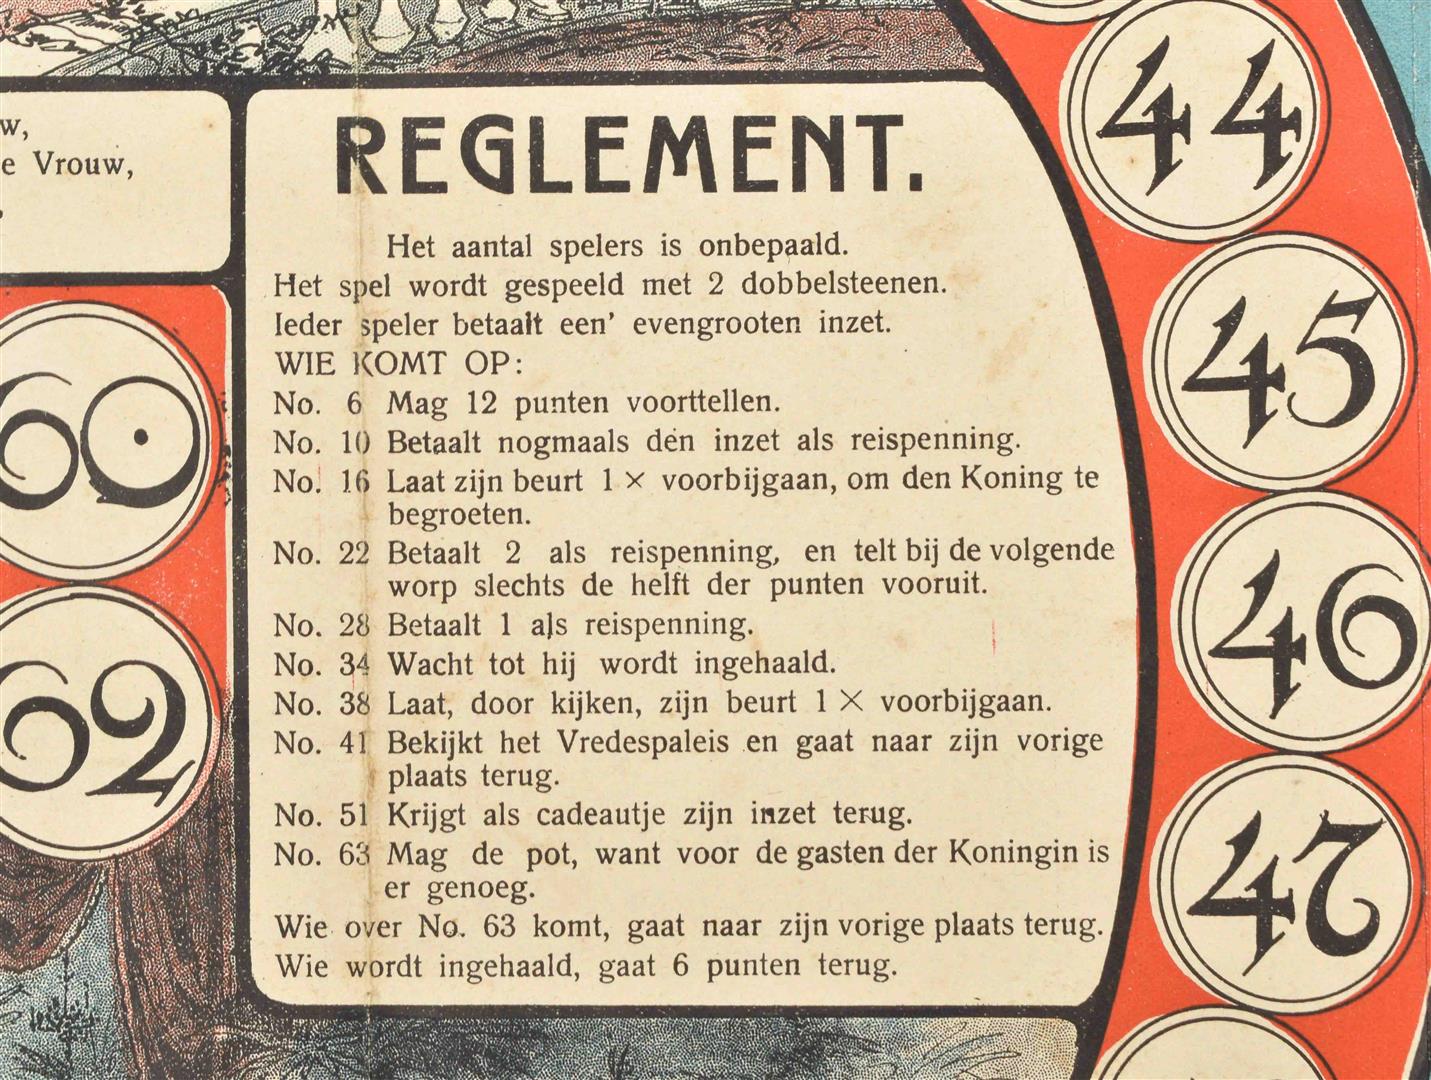 w,
e Vrouw,
REGLEMENT.
Het aantal spelers is onbepaald.
Het spel wordt gespeeld met 2 dobbelsteenen.
Ieder speler betaalt een' evengrooten inzet.
WIE KOMT OP:
No. 6 Mag 12 punten voorttellen.
No. 10 Betaalt nogmaals den inzet als reispenning.
No. 16 Laat zijn beurt 1 × voorbijgaan, om den Koning te
begroeten.
No. 22 Betaalt 2 als reispenning, en telt bij de volgende
worp slechts de helft der punten vooruit.
No. 28 Betaalt 1 als reispenning.
No. 34 Wacht tot hij wordt ingehaald.
No. 38 Laat, door kijken, zijn beurt 1 × voorbijgaan.
No. 41 Bekijkt het Vredespaleis en gaat naar zijn vorige
plaats terug.
No. 51 Krijgt als cadeautje zijn inzet terug.
No. 63 Mag de pot, want voor de gasten der Koningin is
er genoeg.
Wie over No. 63 komt, gaat naar zijn vorige plaats terug.
Wie wordt ingehaald, gaat 6 punten terug.
60
62
44
45
46
47